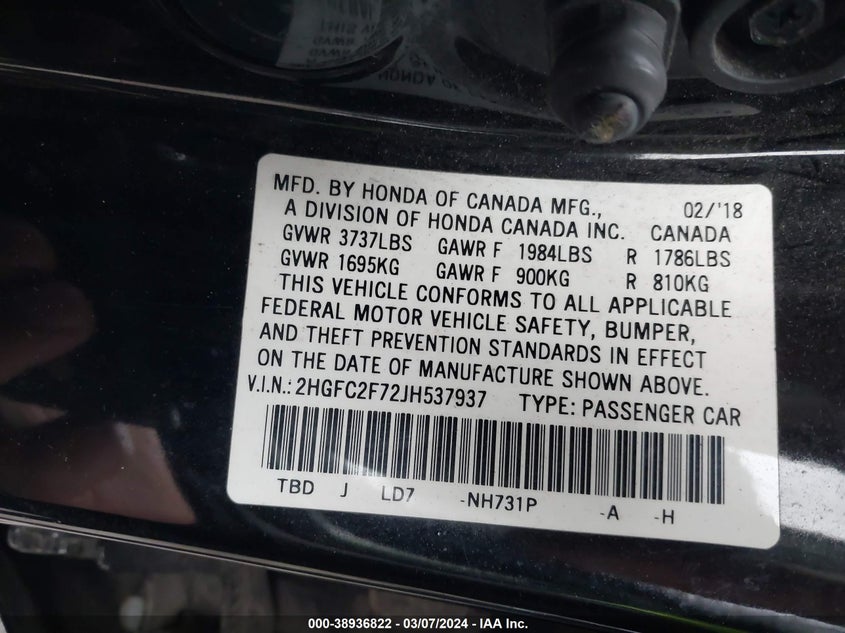 MFD. BY HONDA OF CANADA MFG., 02/'18
A DIVISION OF HONDA CANADA INC. CANADA
GVWR 3737LBS GAWR F 1984LBS R 1786LBS
GVWR 1695KG GAWR F 900KG R 810KG
THIS VEHICLE CONFORMS TO ALL APPLICABLE
FEDERAL MOTOR VEHICLE SAFETY, BUMPER,
AND THEFT PREVENTION STANDARDS IN EFFECT
ON THE DATE OF MANUFACTURE SHOWN ABOVE.
V.I.N.: 2HGFC2F72JH537937 TYPE: PASSENGER CAR
TBD J LD7 -NH731P -A -H
000-38936822 - 03/07/2024 - IAA Inc.